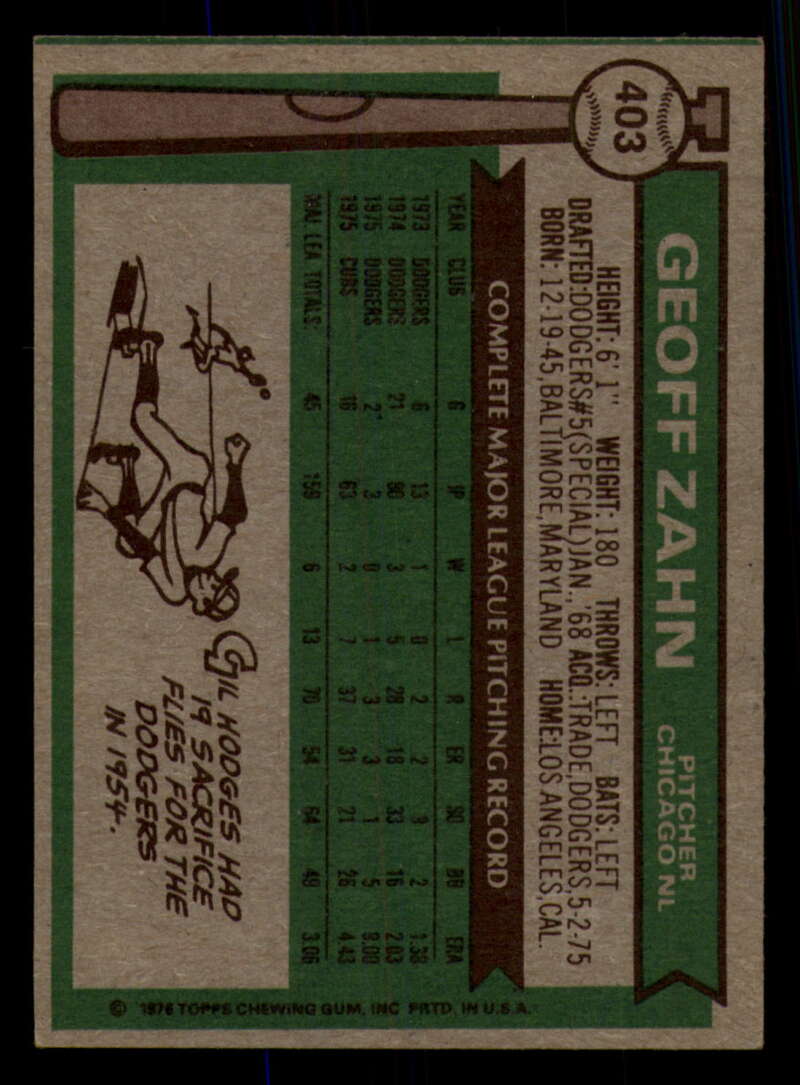 403
GEOFF ZAHN
PITCHER
CHICAGO NL
HEIGHT: 6'1" WEIGHT: 180 THROWS: LEFT BATS: LEFT
DRAFTED:DODGERS#5(SPECIAL)JAN.,'68 ACQ.:TRADE,DODGERS,5-2-75
BORN: 12-19-45,BALTIMORE,MARYLAND HOME:LOS ANGELES,CAL.
COMPLETE MAJOR LEAGUE PITCHING RECORD
YEAR CLUB G IP W L R ER SO BB ERA
1973 DODGERS 6 13 1 0 2 2 9 2 1.38
1974 DODGERS 21 80 3 5 28 18 33 16 2.03
1975 DODGERS 2 3 0 1 3 3 1 5 9.00
1975 CUBS 16 63 2 7 37 31 21 26 4.43
MAJ. LEA TOTALS: 45 159 6 13 70 54 64 49 3.06
GIL HODGES HAD
19 SACRIFICE
FLIES FOR THE
DODGERS
IN 1954.
© 1976 TOPPS CHEWING GUM, INC PRTD. IN U.S.A.